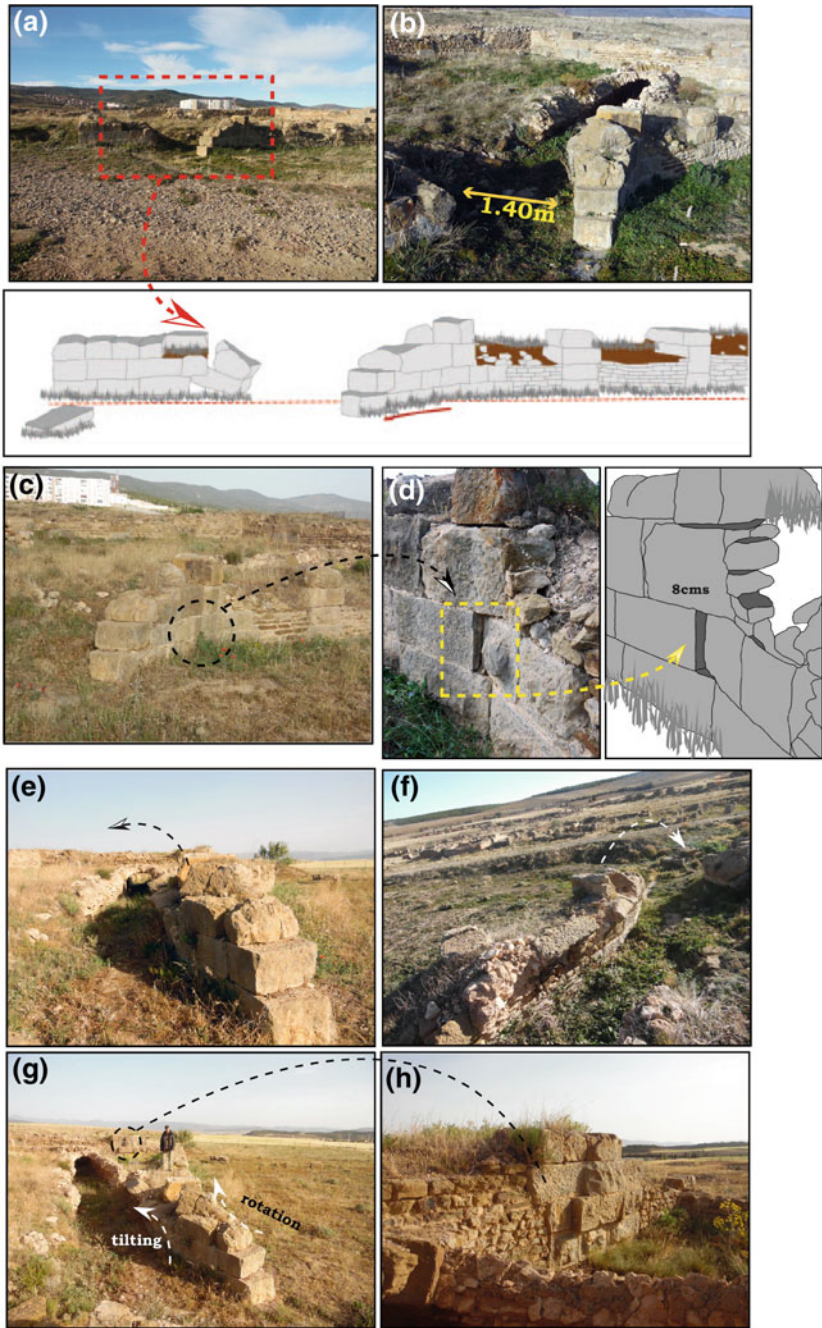 (a)
(b)
1.40m
(c)
(d)
8cms
(e)
(f)
(g)
(h)
rotation
tilting